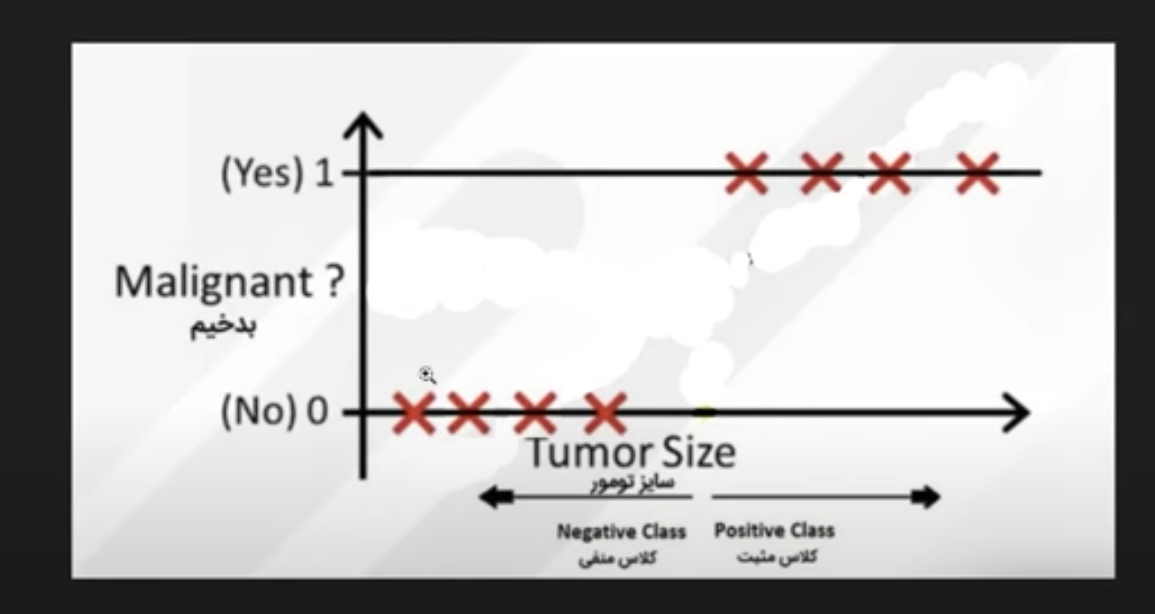 (Yes) 1
Malignant ?
بدخیم
(No) 0
Tumor Size
سایز تومور
Negative Class
کلاس منفی
Positive Class
کلاس مثبت